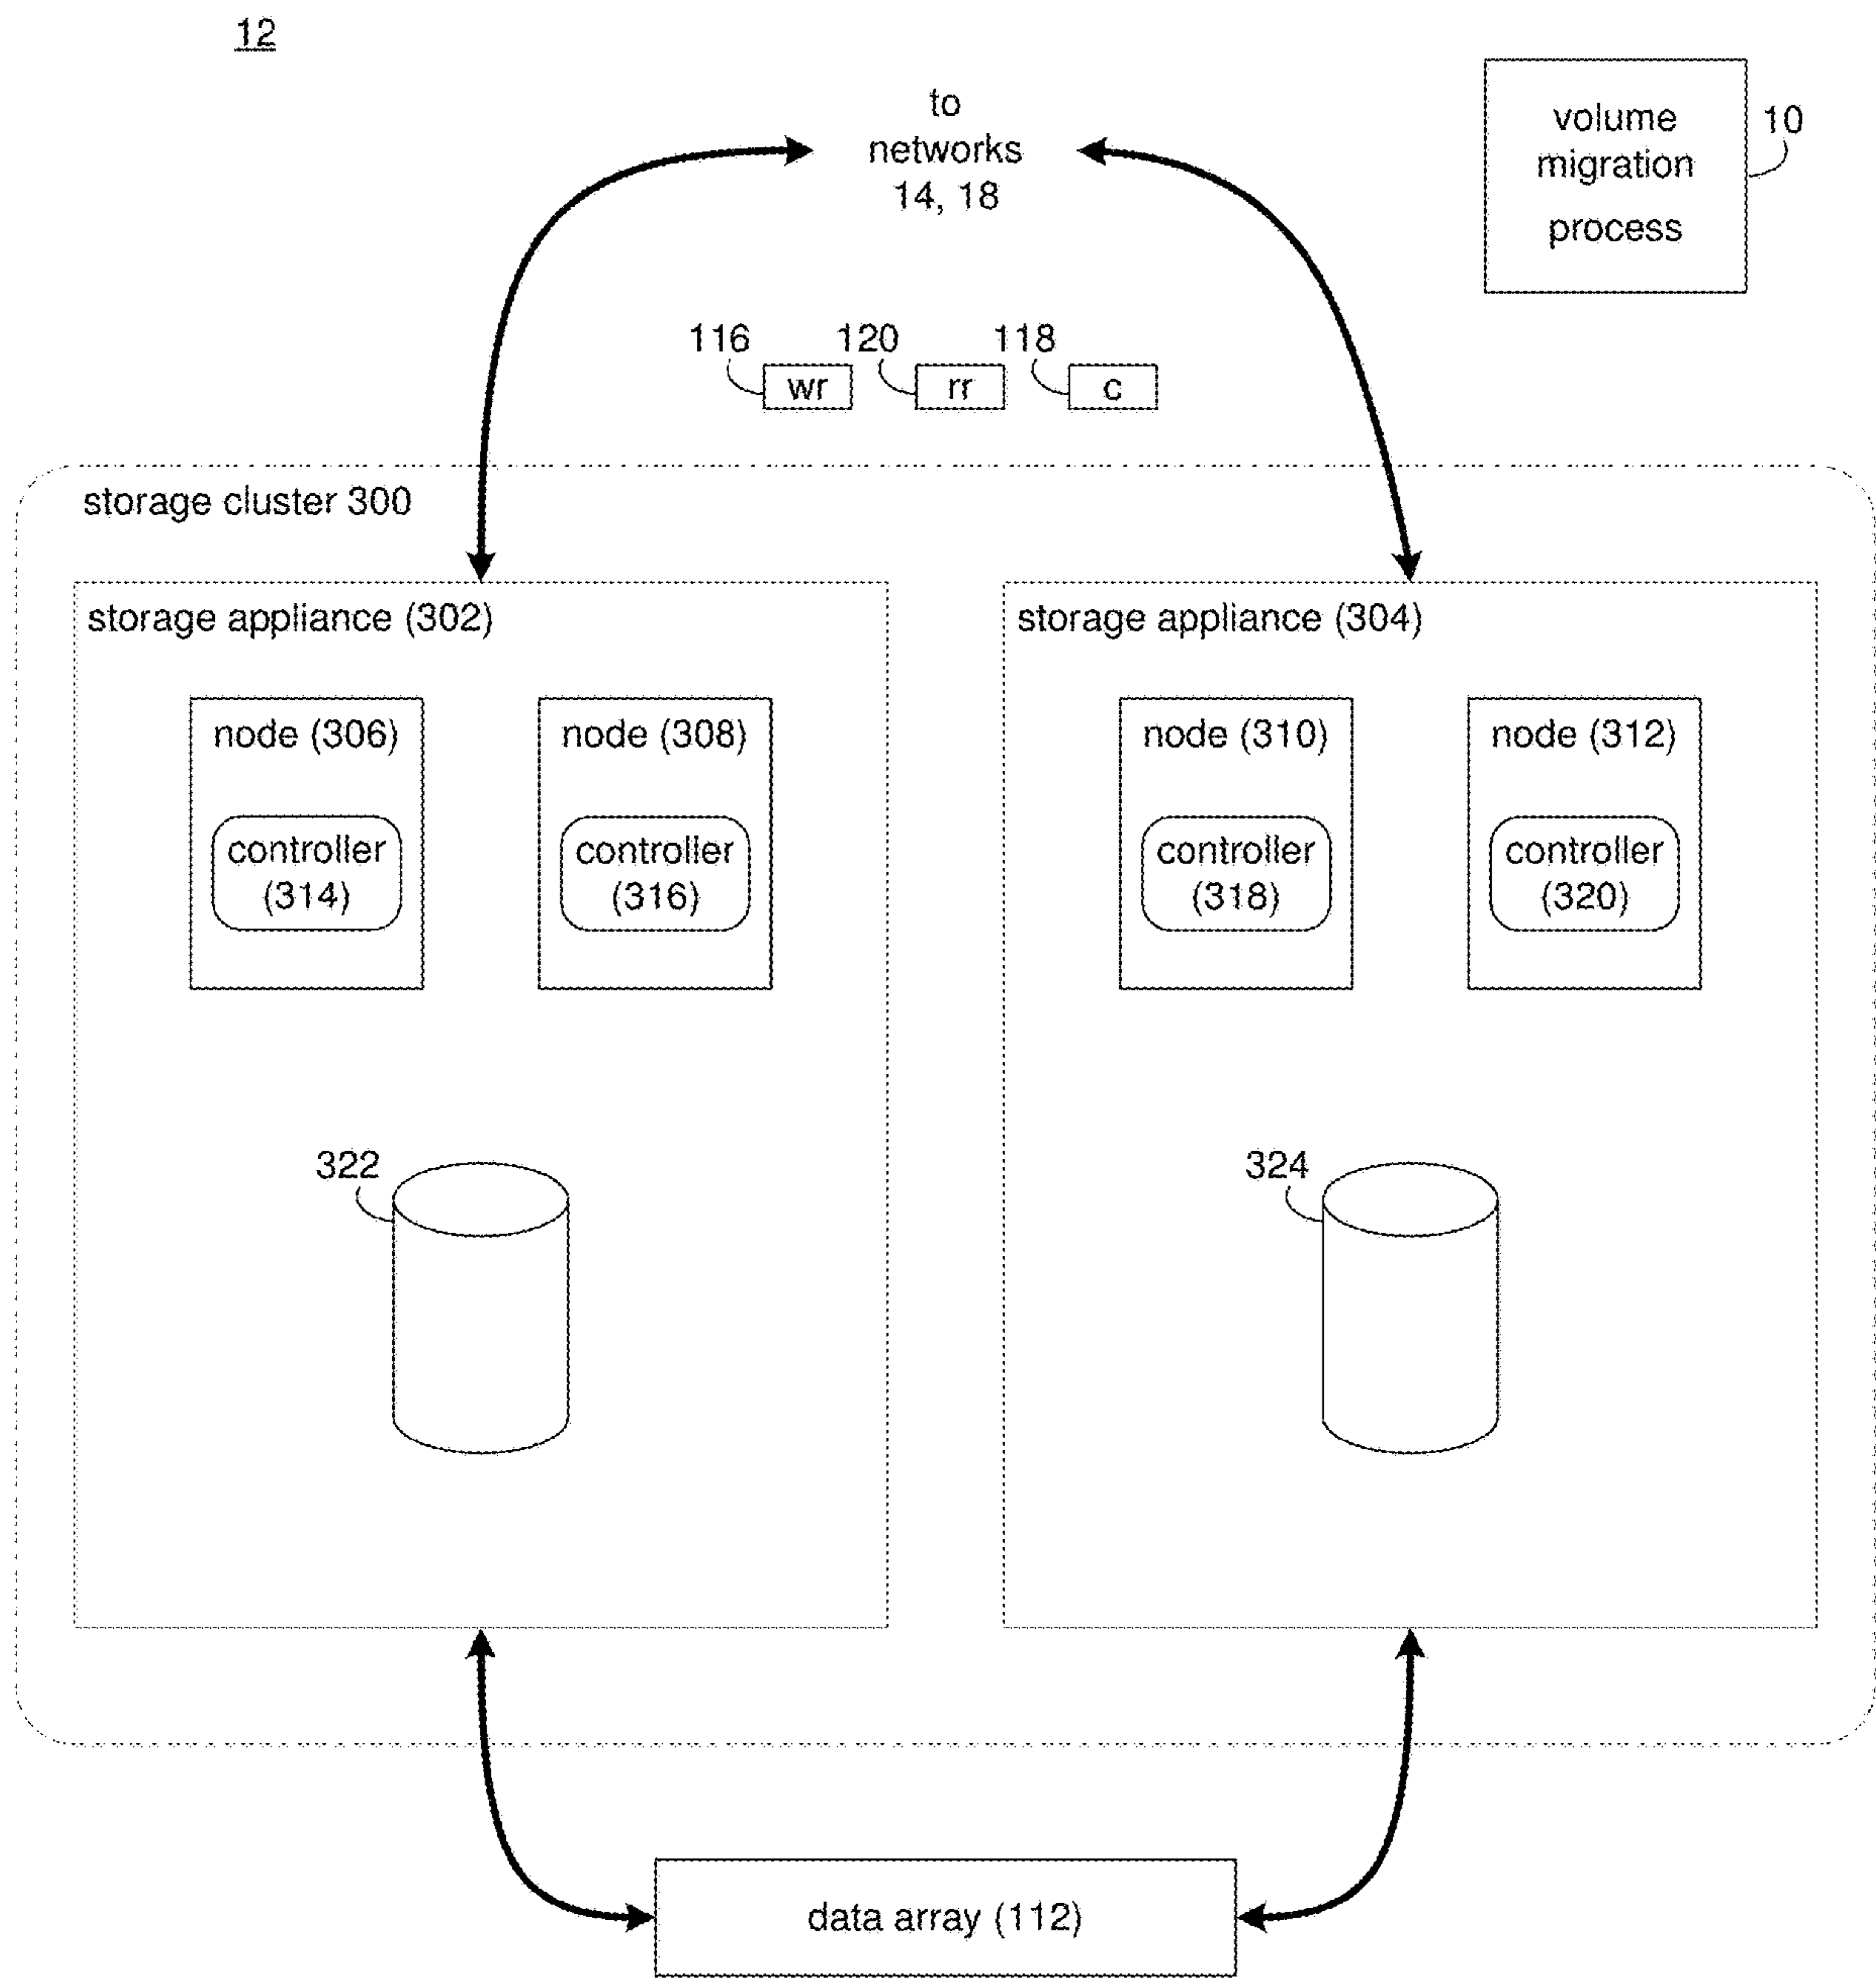 12
to
networks
14, 18
volume
migration
process
10
116
120
118
wr
rr
c
storage cluster 300
storage appliance (302)
storage appliance (304)
node (306)
node (308)
node (310)
node (312)
controller
(314)
controller
(316)
controller
(318)
controller
(320)
322
324
data array (112)